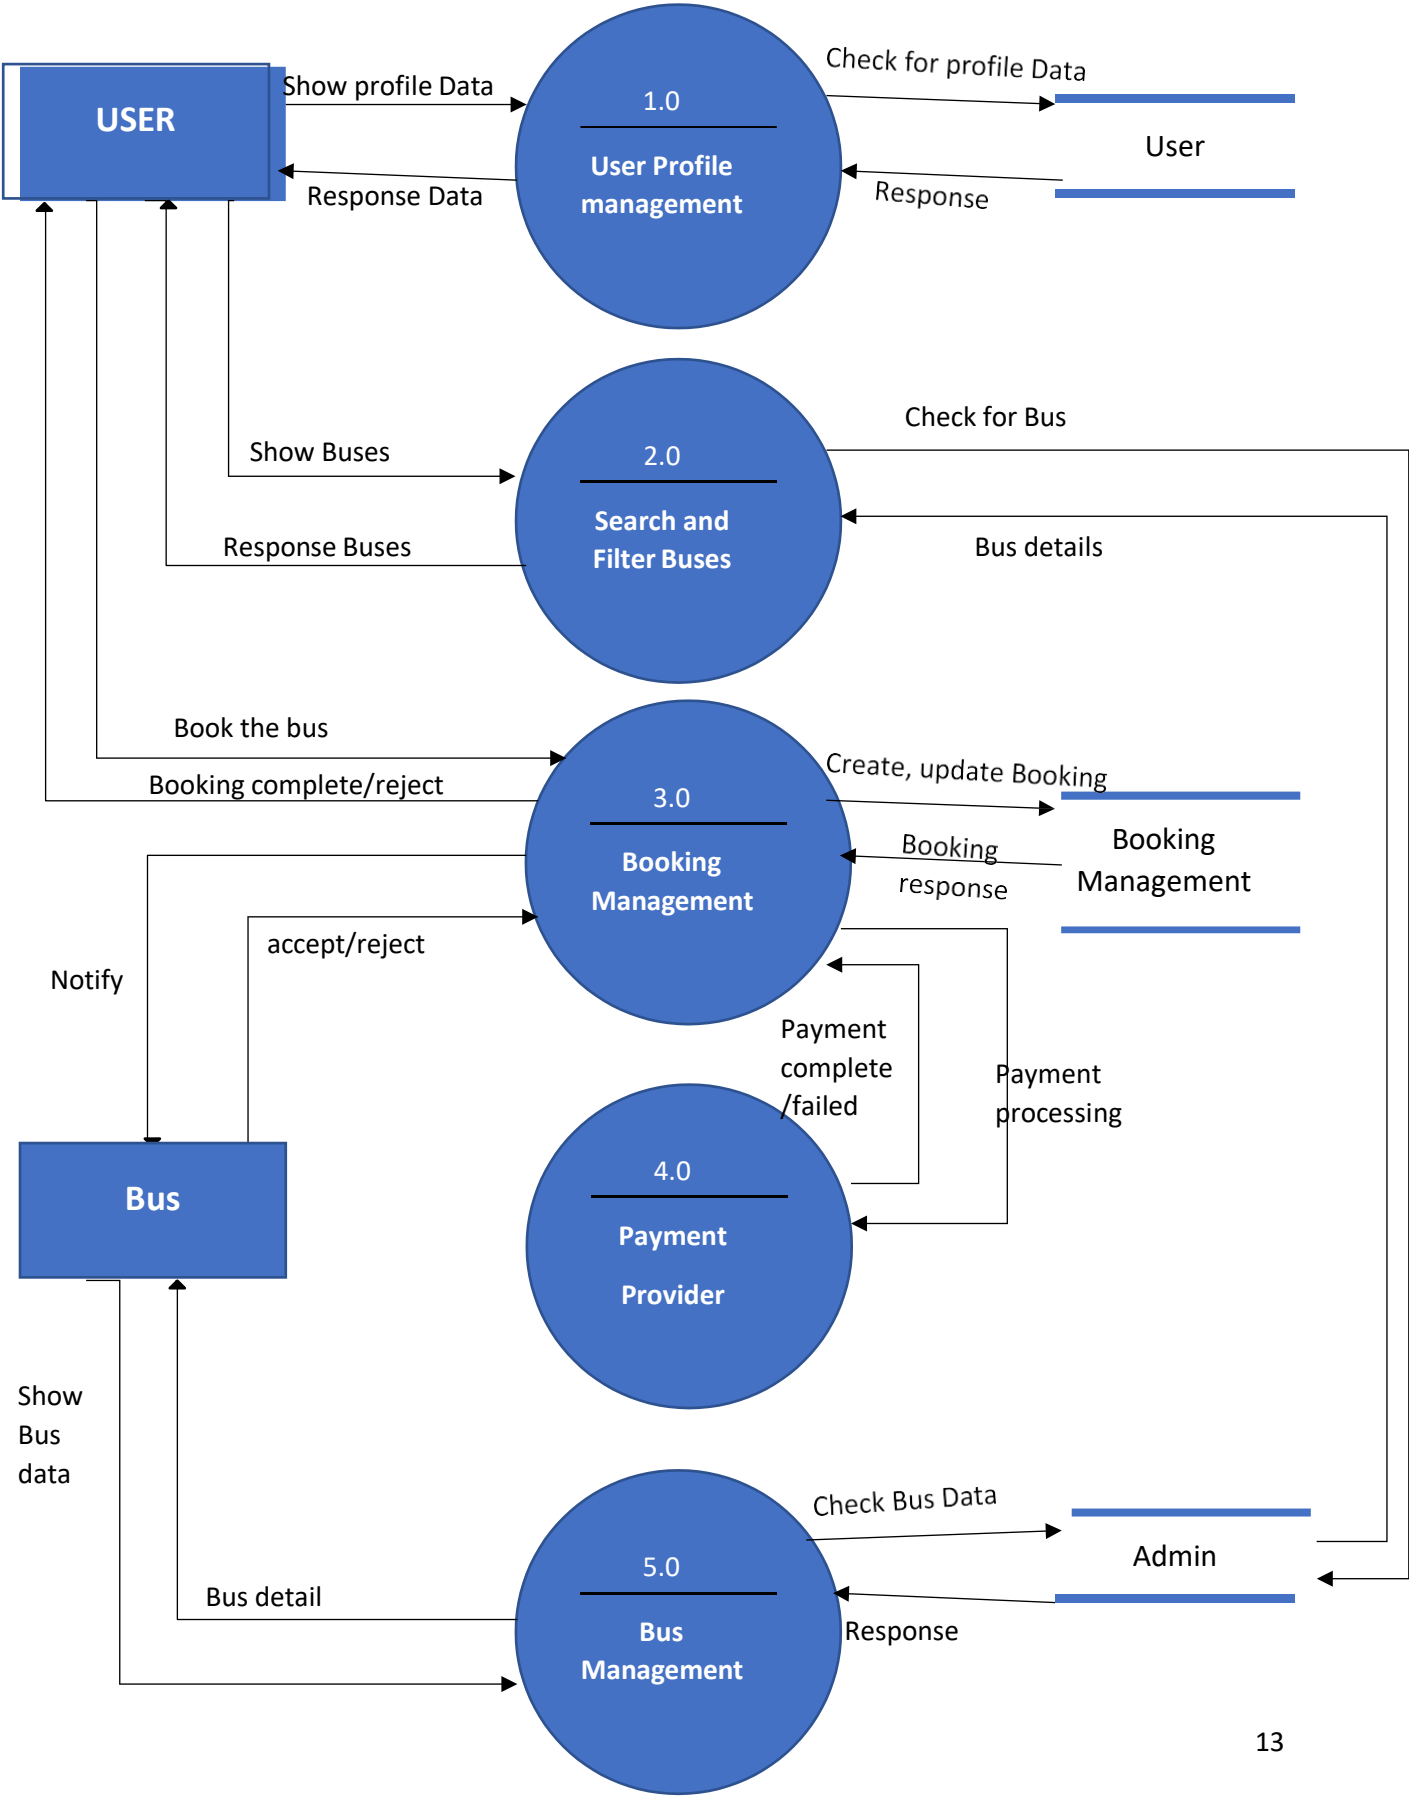 Show profile Data
Check for profile Data
USER
1.0
User Profile
management
User
Response Data
Response
Show Buses
2.0
Check for Bus
Search and
Filter Buses
Response Buses
Bus details
Book the bus
Booking complete/reject
3.0
Create, update Booking
Booking
Management
Booking
response
Booking
Management
accept/reject
Notify
Payment
complete
/failed
Payment
processing
Bus
4.0
Payment
Provider
Show
Bus
data
Check Bus Data
5.0
Bus
Management
Admin
Bus detail
Response
13